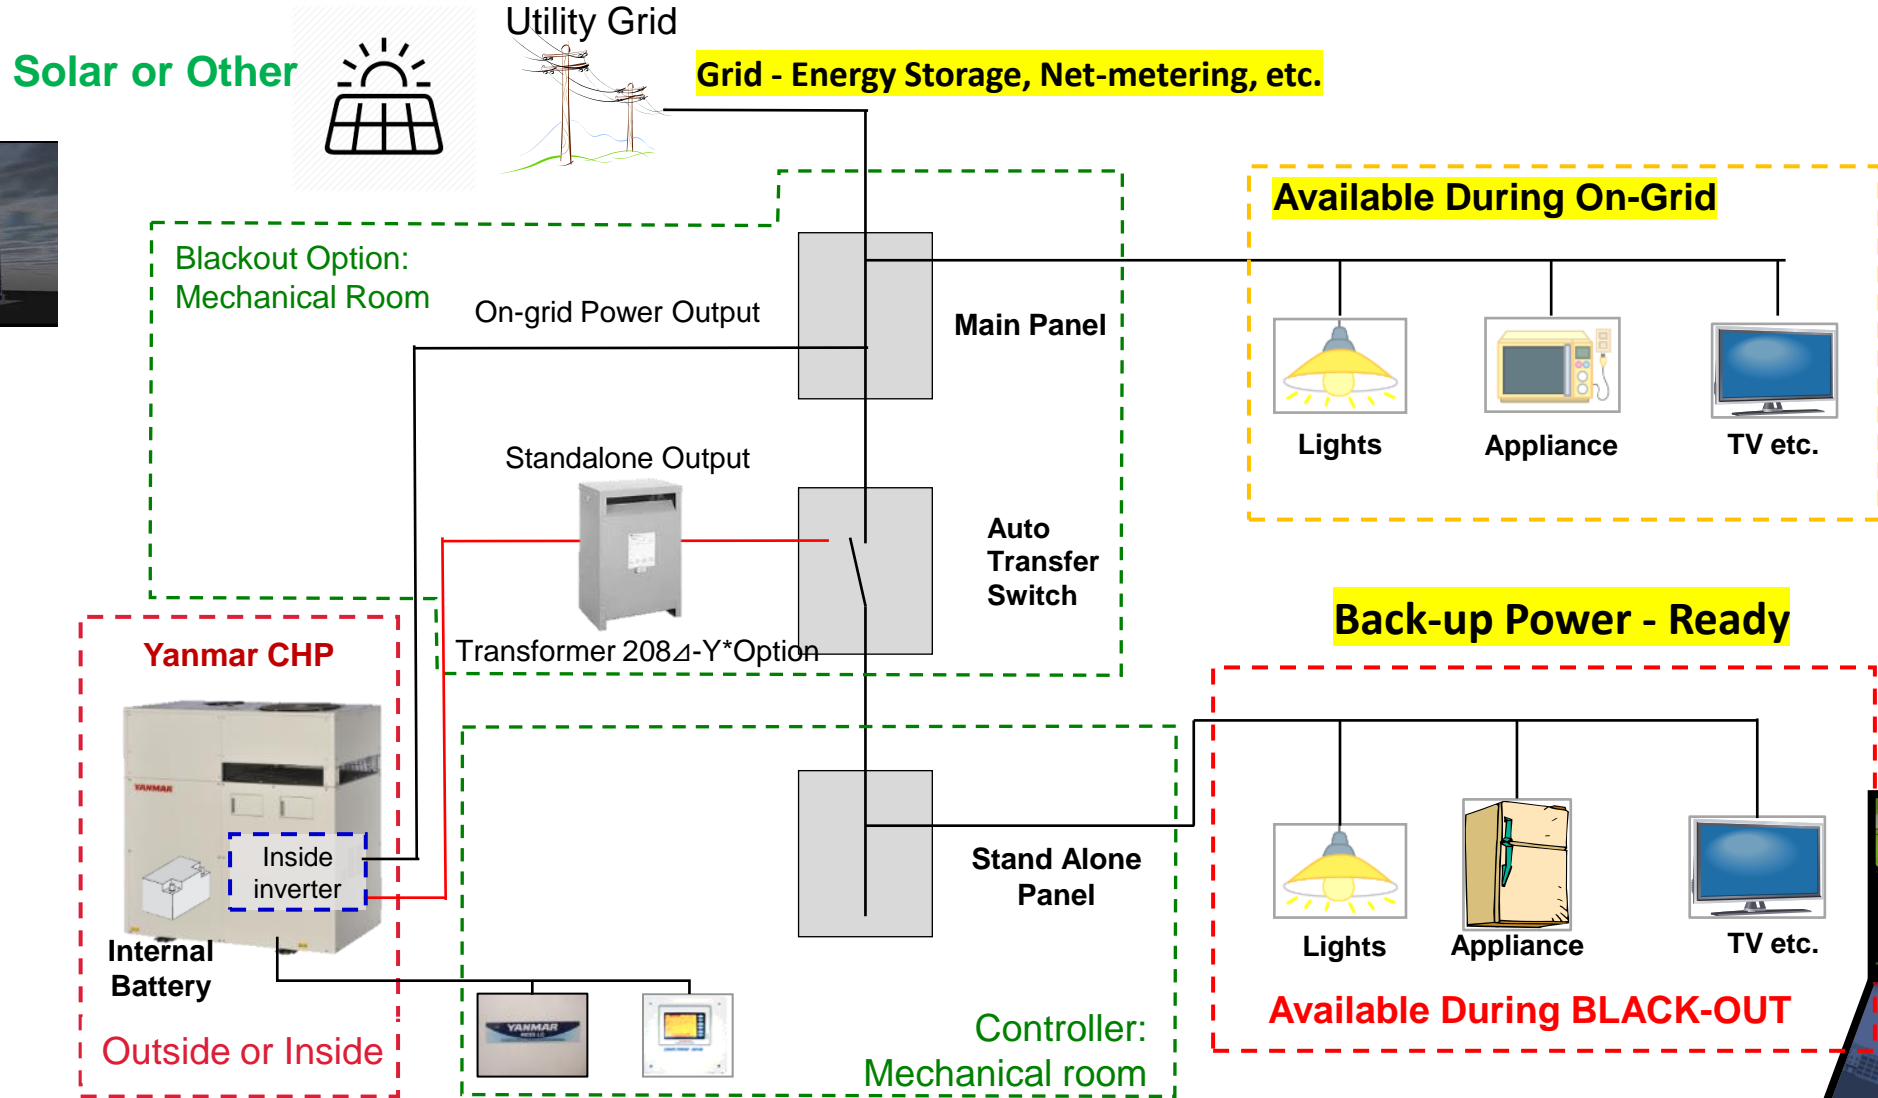 Utility Grid
Solar or Other
Grid - Energy Storage, Net-metering, etc.
Available During On-Grid
Blackout Option:
Mechanical Room
On-grid Power Output
Main Panel
Lights
Appliance
TV etc.
Standalone Output
Auto
Transfer
Switch
Back-up Power - Ready
Yanmar CHP
Transformer 208⊿-Y*Option
YANMAR
Inside
inverter
Stand Alone
Panel
Internal
Battery
Lights
Appliance
TV etc.
Available During BLACK-OUT
YANMAR
Outside or Inside
Controller:
Mechanical room